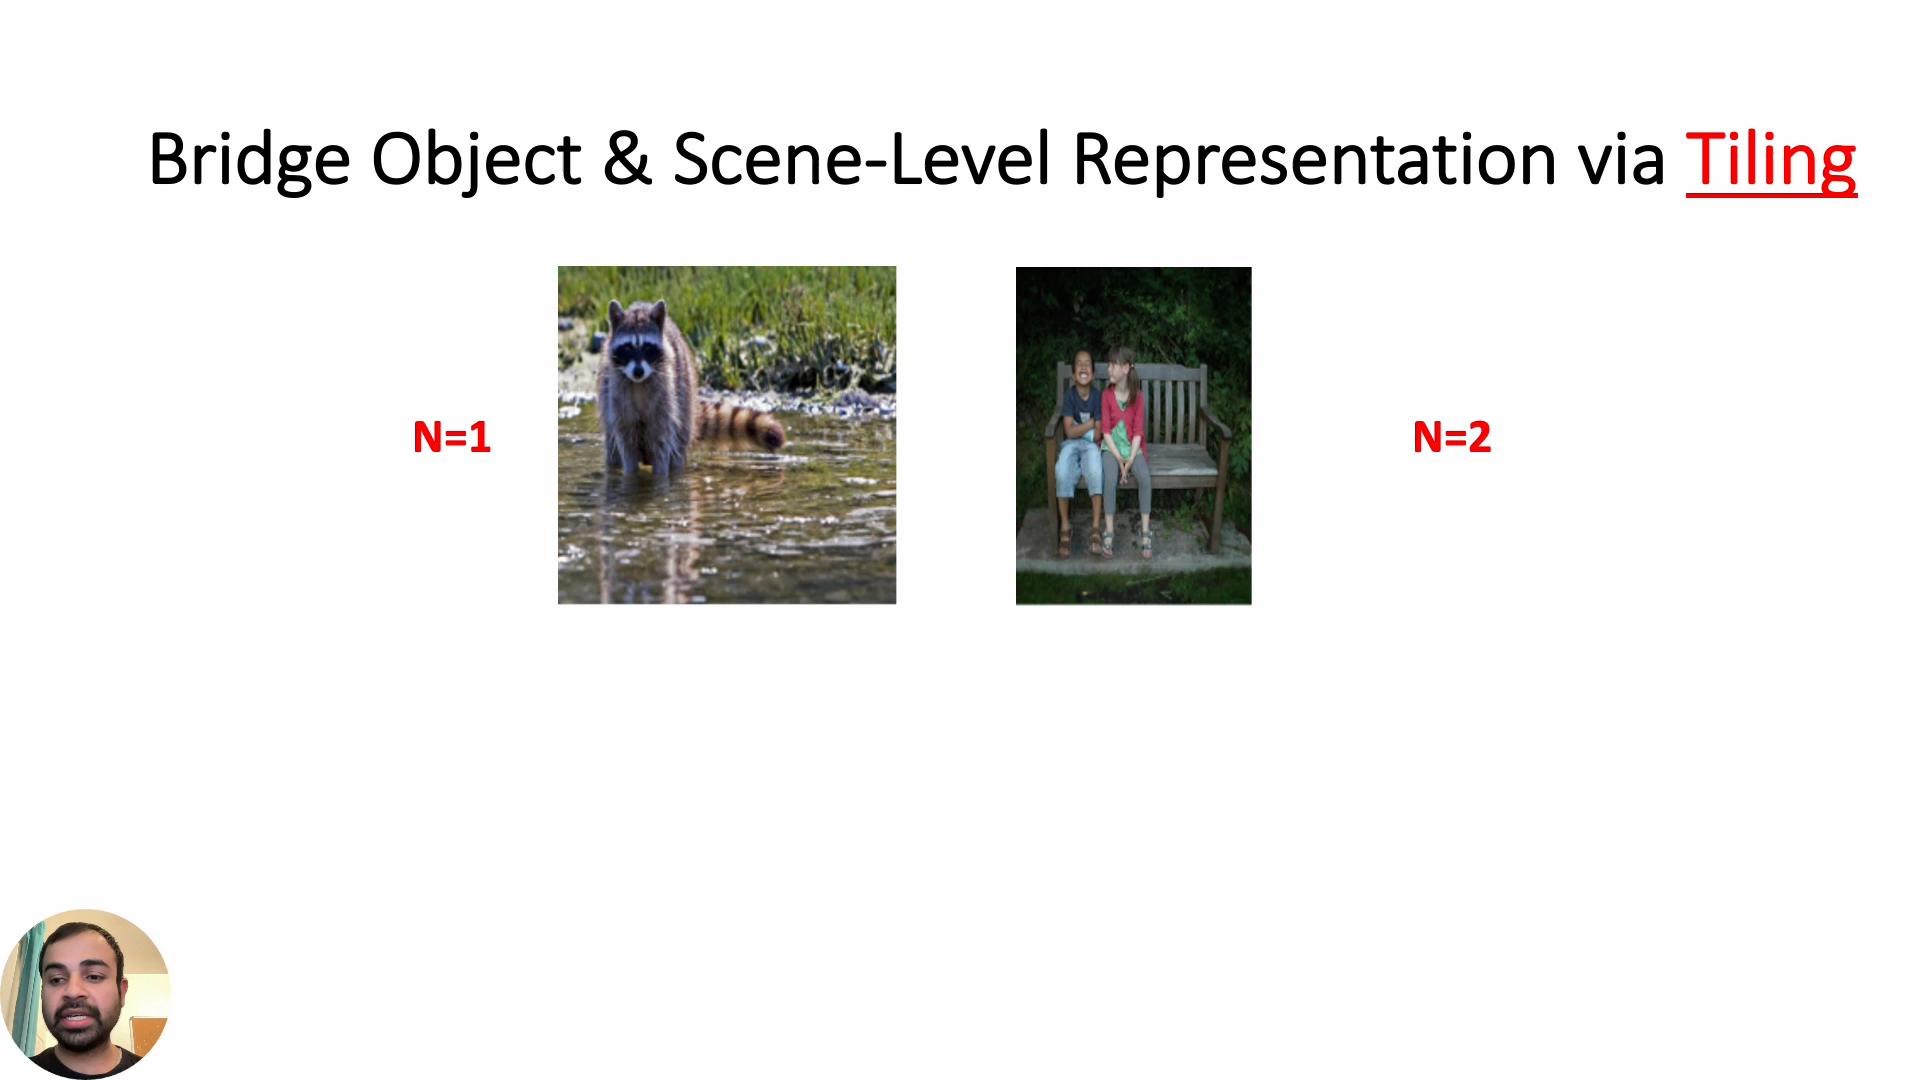 Bridge Object & Scene-Level Representation via Tiling
N=1
N=2